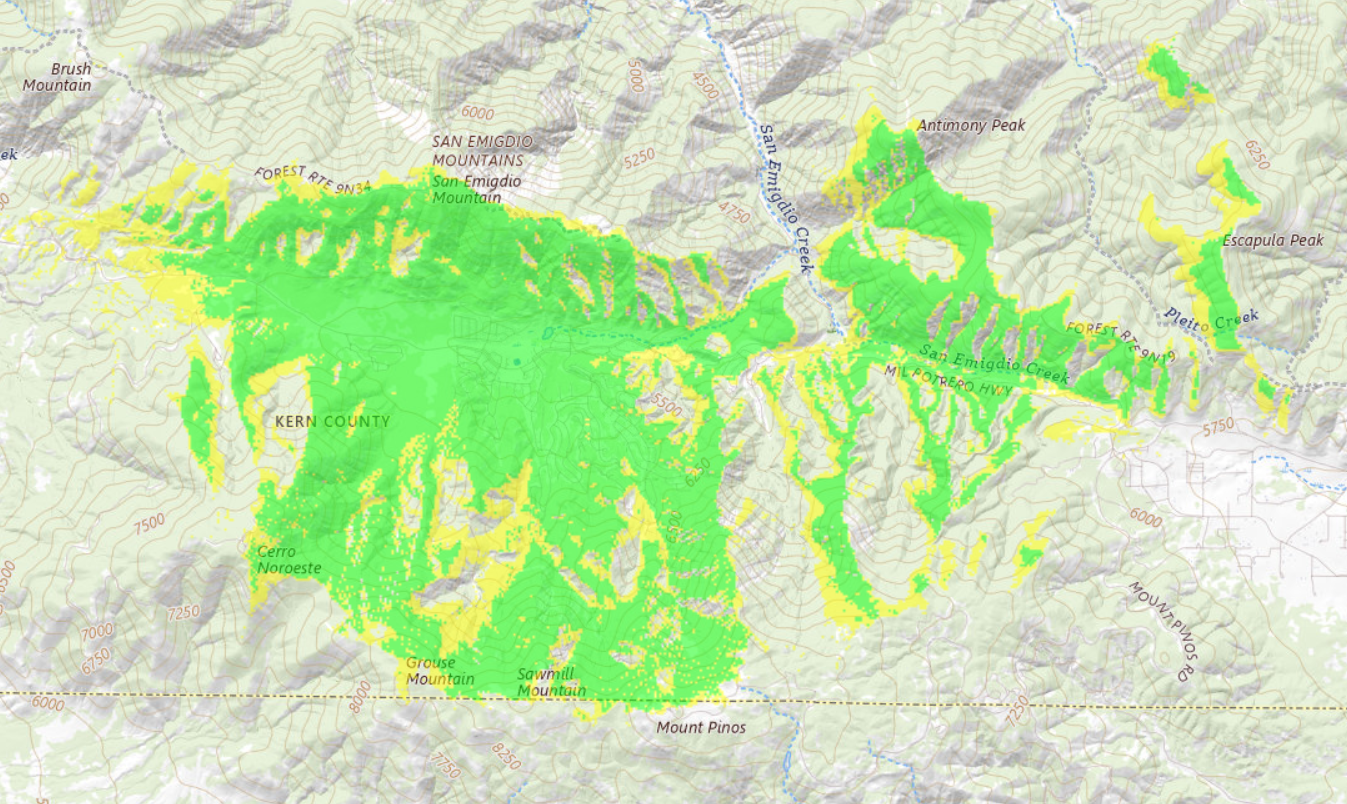 Brush
Mountain
ek
SAN EMIGDIO
MOUNTAINS
San Emigdio
Mountain
FOREST RTE 9N34
6000
5000
4500
5250
4750
San Emigdio Creek
Antimony Peak
6250
Escapula Peak
Pleito Creek
FOREST RTE 9N19
San Emigdio Creek
MIL POTRERO HWY
KERN COUNTY
5500
6250
5750
6000
7500
Cerro
Noroeste
6500
7250
7000
6750
6000
8000
Grouse
Mountain
Sawmill
Mountain
Mount Pinos
MOUNT PINOS RD
7250
8250
7750